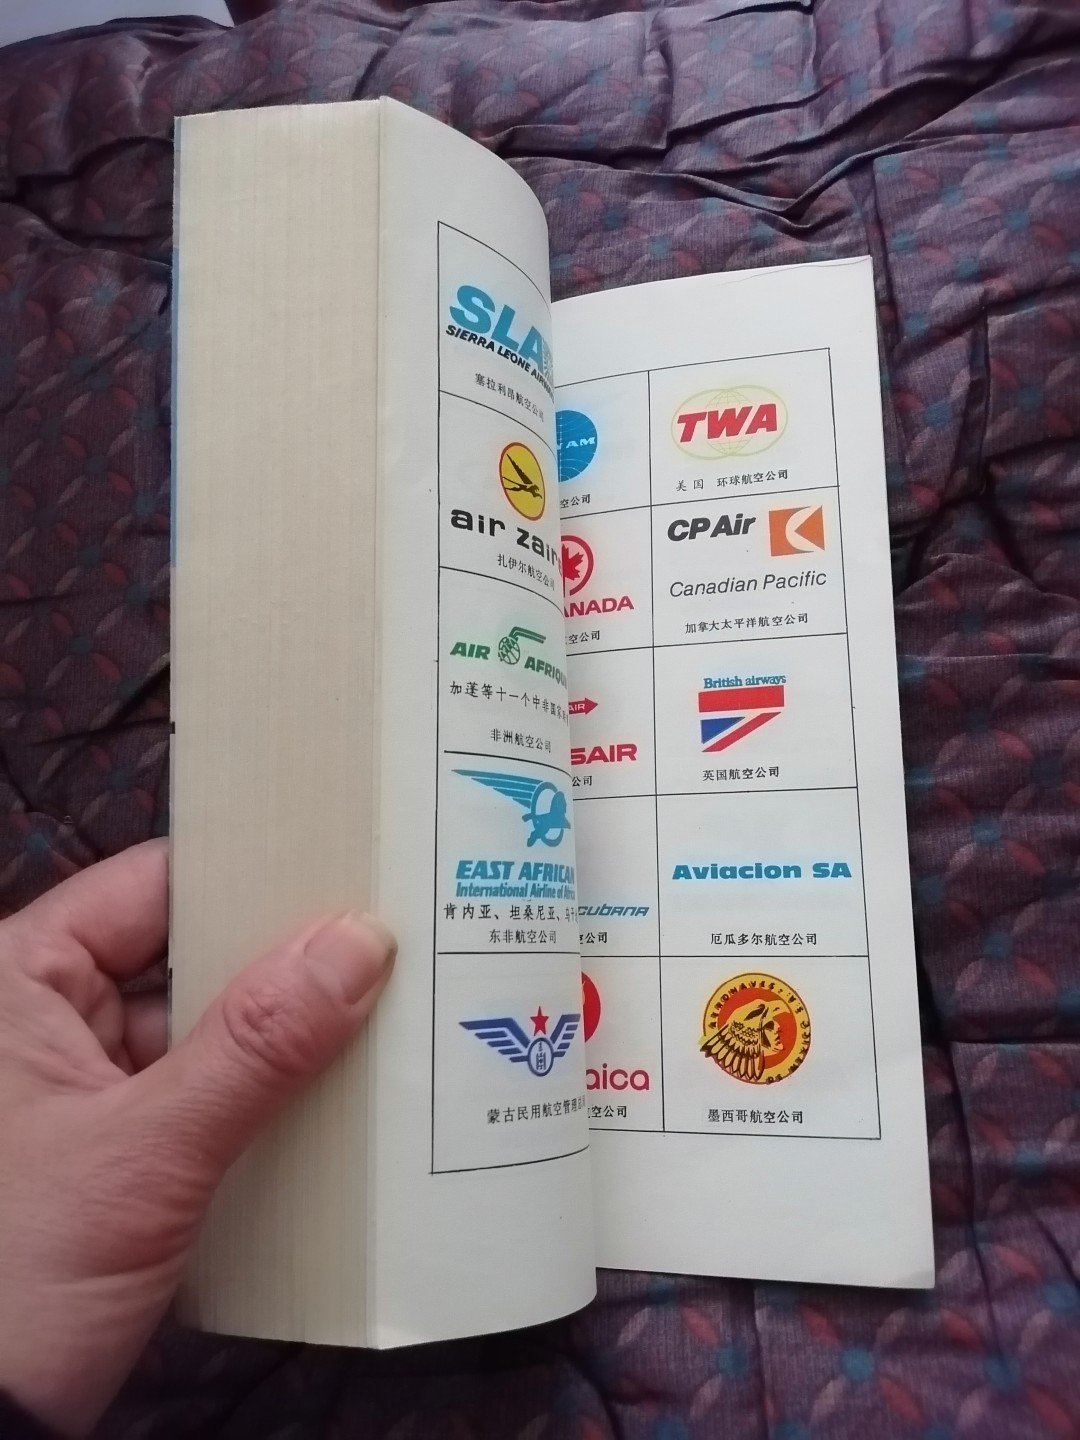 SLA
SIERRA LEONE AIRWAYS
塞拉利昂航空公司
air zaire
扎伊尔航空公司
AIR AFRIQU
加蓬等十一个中非国家
非洲航空公司
EAST AFRICAN
International Airline of Africa
肯内亚、坦桑尼亚、乌干
东非航空公司
蒙古民用航空管理
AM
空公司
TWA
美国 环球航空公司
ANADA
空公司
CP Air
Canadian Pacific
加拿大太平洋航空公司
AIR
SAIR
公司
British airways
英国航空公司
CUBANA
空公司
Aviacion SA
厄瓜多尔航空公司
aica
空公司
墨西哥航空公司